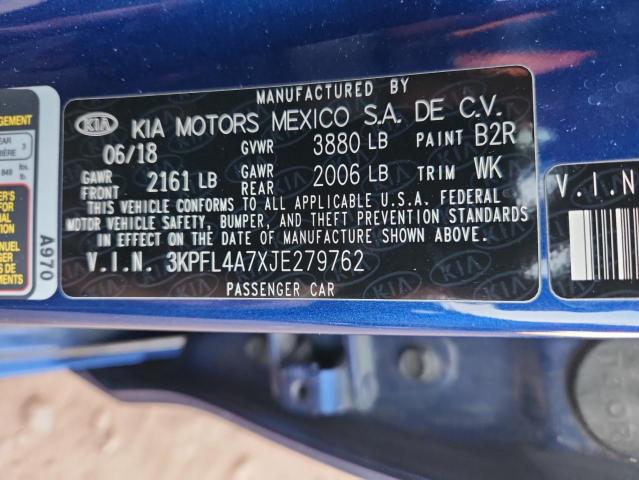 MANUFACTURED BY
KIA KIA MOTORS MEXICO S.A. DE C.V.
06/18 GVWR 3880 LB PAINT B2R
GAWR FRONT 2161 LB GAWR REAR 2006 LB TRIM WK
THIS VEHICLE CONFORMS TO ALL APPLICABLE U.S.A. FEDERAL
MOTOR VEHICLE SAFETY, BUMPER, AND THEFT PREVENTION STANDARDS
IN EFFECT ON THE DATE OF MANUFACTURE SHOWN ABOVE.
V.I.N. 3KPFL4A7XJE279762
PASSENGER CAR
A970
V.I.N